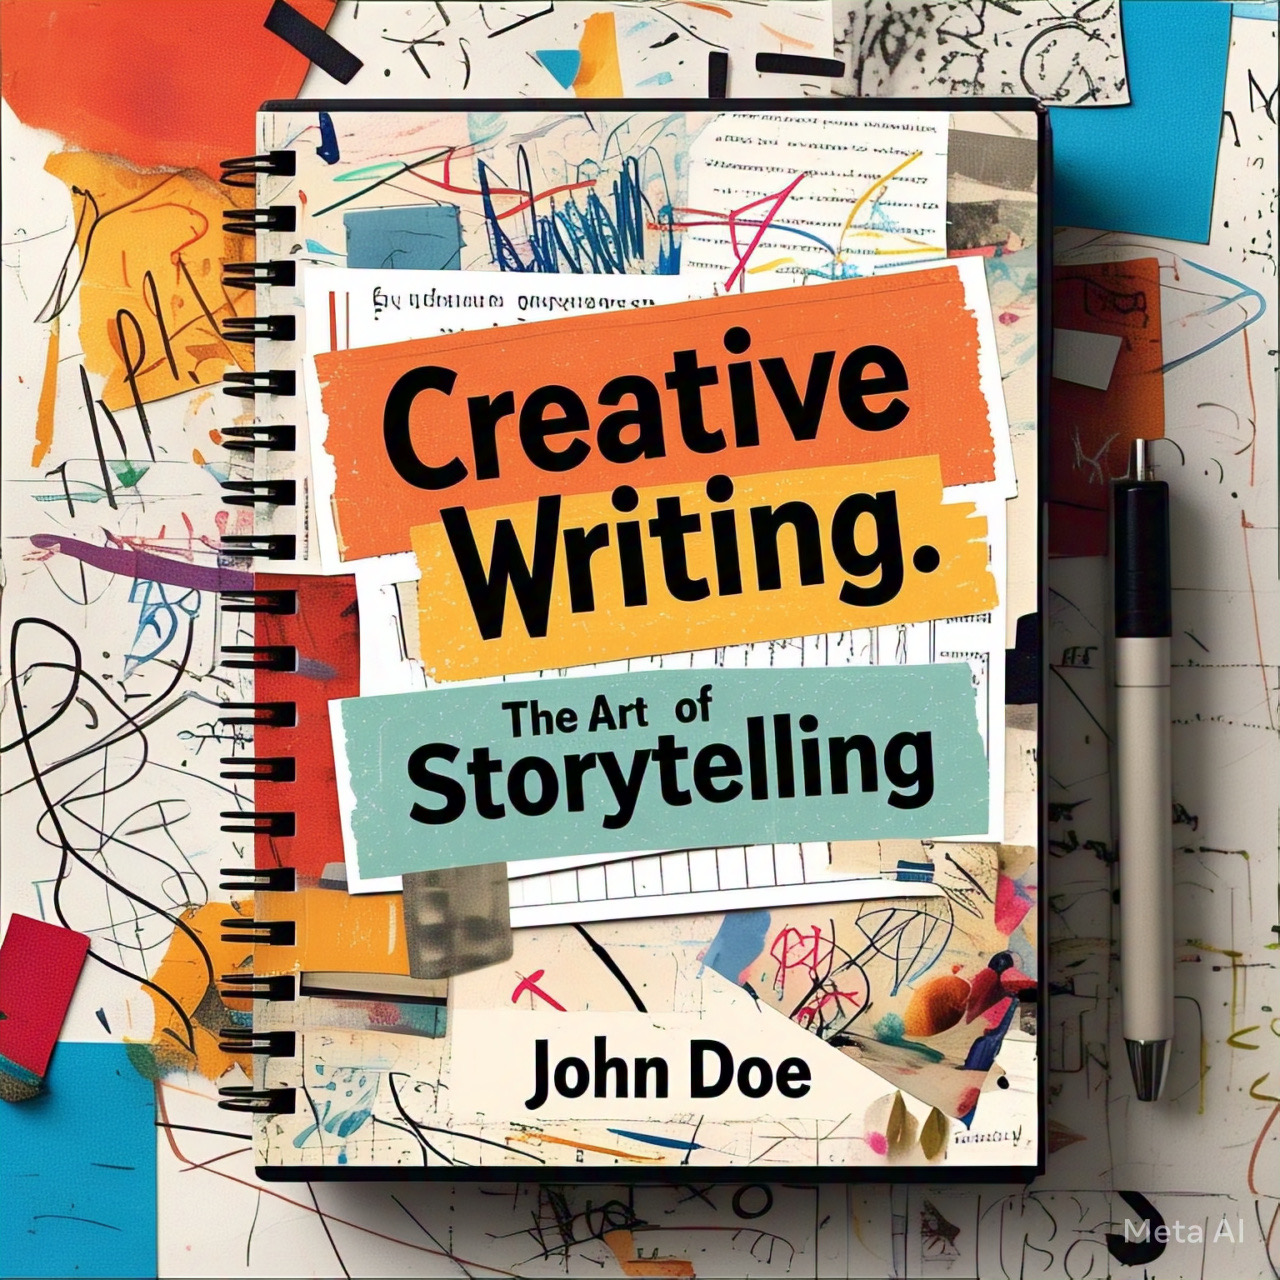 Creative
Writing.
The Art of
Storytelling
John Doe
Meta AI